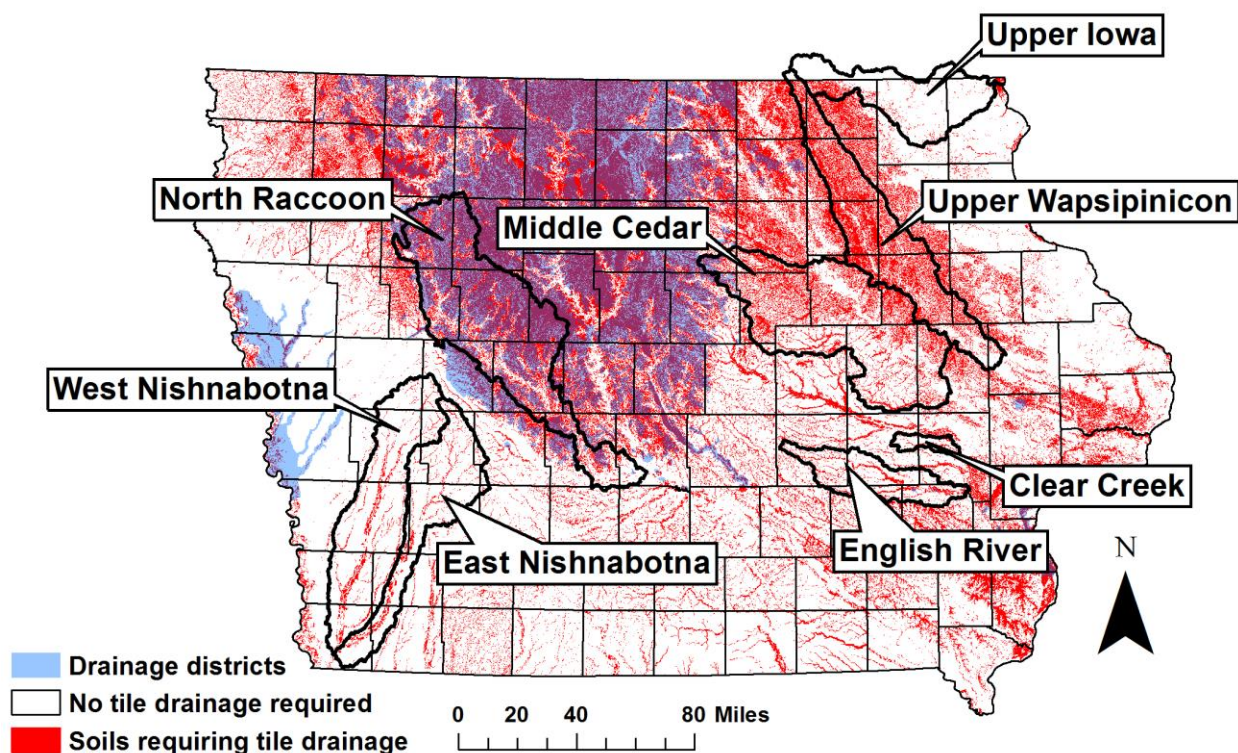 Upper Iowa
North Raccoon
Middle Cedar
Upper Wapsipinicon
West Nishnabotna
Clear Creek
English River
East Nishnabotna
N
Drainage districts
No tile drainage required
Soils requiring tile drainage
0 20 40 80 Miles